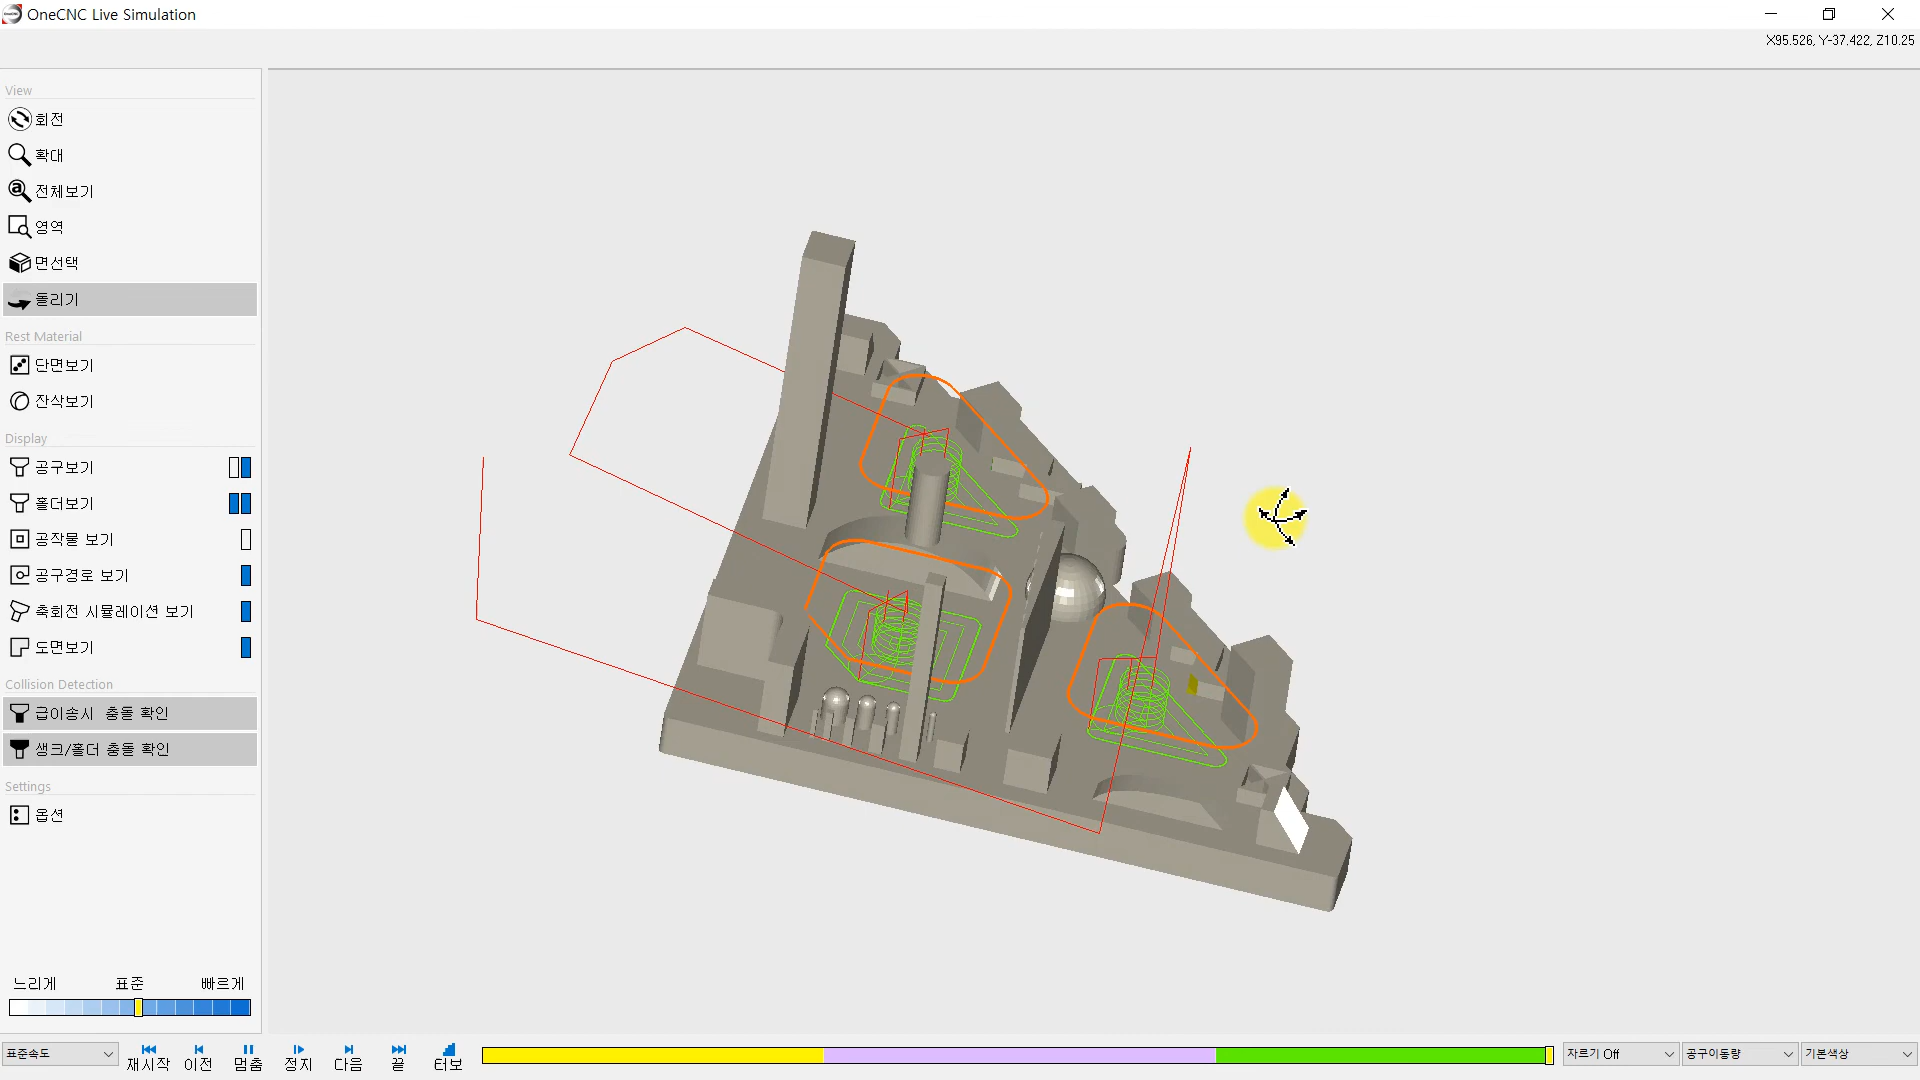 OneCNC Live Simulation
X95.526, Y-37.422, Z10.25
View
회전
확대
전체보기
영역
면선택
돌리기
Rest Material
단면보기
잔삭보기
Display
공구보기
홀더보기
공작물 보기
공구경로 보기
축회전 시뮬레이션 보기
도면보기
Collision Detection
급이송시 충돌 확인
생크/홀더 충돌 확인
Settings
옵션
느리게 표준 빠르게
표준속도 재시작 이전 멈춤 정지 다음 끝 터보 자르기 Off 공구이동량 기본색상